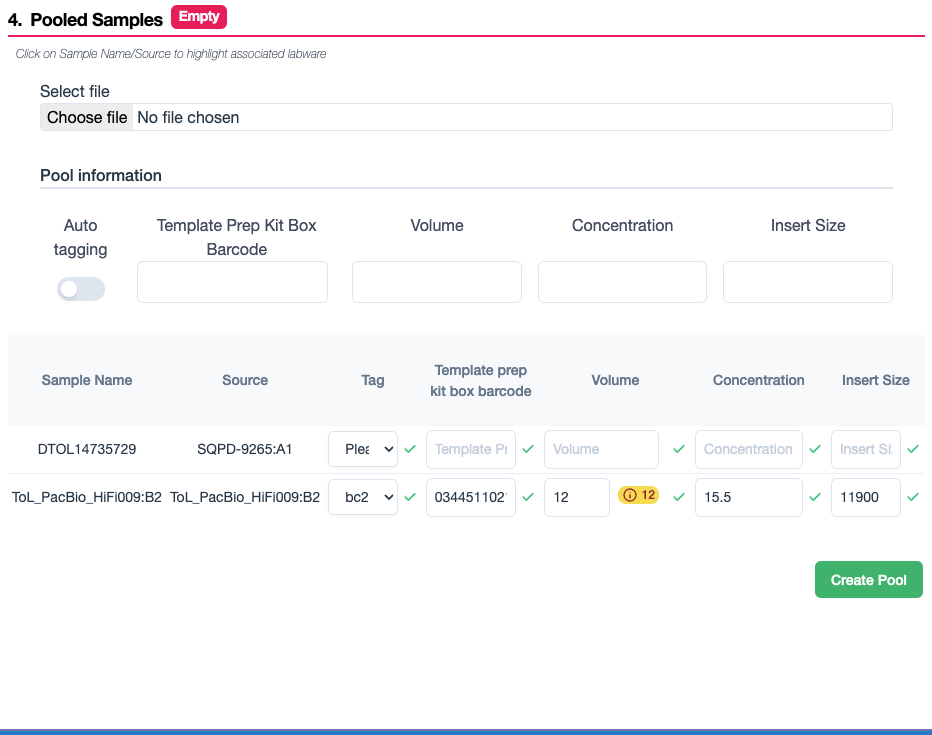 4. Pooled Samples Empty
Click on Sample Name/Source to highlight associated labware
Select file
Choose file No file chosen
Pool information
Auto tagging
Template Prep Kit Box Barcode
Volume
Concentration
Insert Size
Sample Name Source Tag Template prep kit box barcode Volume Concentration Insert Size
DTOL14735729 SQPD-9265:A1 Plea Template Pr Volume Concentration Insert Si
ToL_PacBio_HiFi009:B2 ToL_PacBio_HiFi009:B2 bc2 0344511021 12 12 15.5 11900
Create Pool